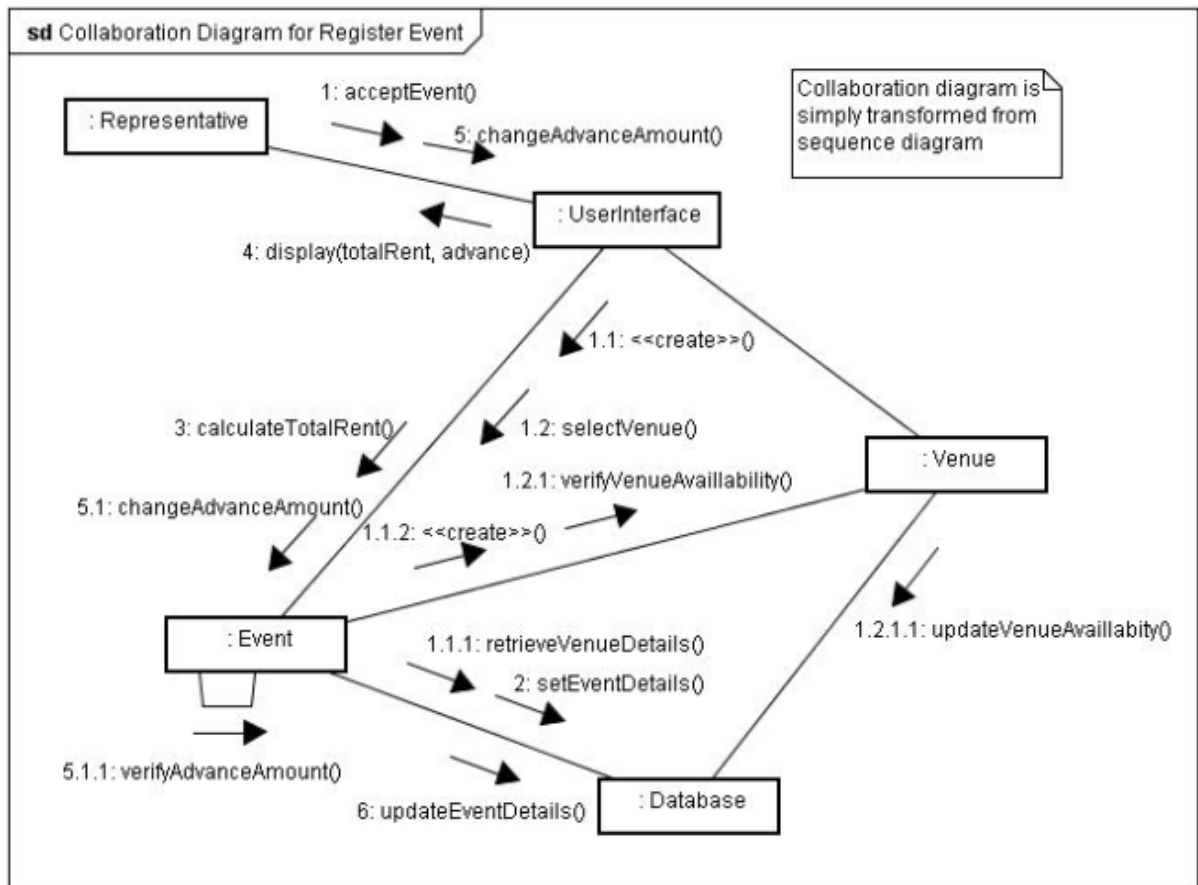 sd Collaboration Diagram for Register Event
Collaboration diagram is
simply transformed from
sequence diagram
1: acceptEvent()
: Representative
5: changeAdvanceAmount()
: UserInterface
4: display(totalRent, advance)
1.1: <<create>>()
3: calculateTotalRent()
1.2: selectVenue()
: Venue
1.2.1: verifyVenueAvaillability()
5.1: changeAdvanceAmount()
1.1.2: <<create>>()
: Event
1.1.1: retrieveVenueDetails()
1.2.1.1: updateVenueAvaillabity()
2: setEventDetails()
5.1.1: verifyAdvanceAmount()
: Database
6: updateEventDetails()